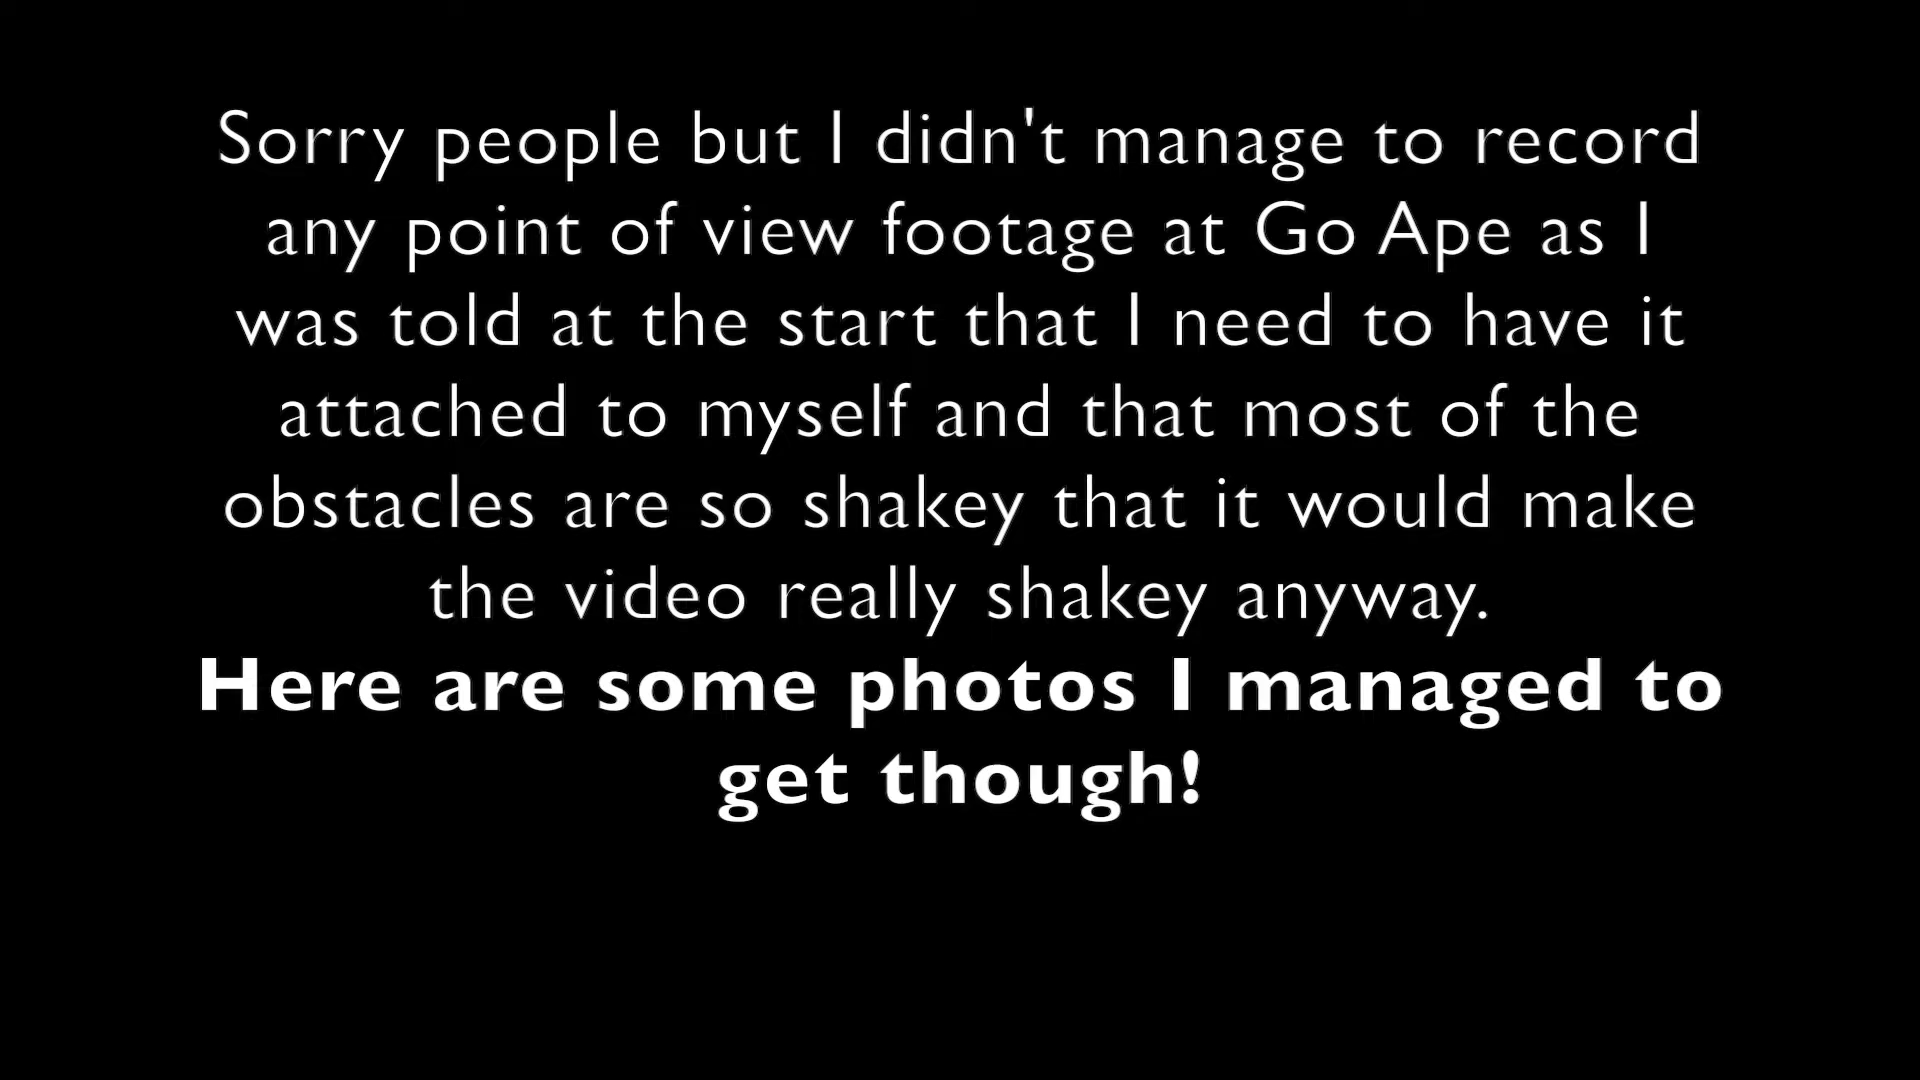 Sorry people but I didn't manage to record
any point of view footage at Go Ape as I
was told at the start that I need to have it
attached to myself and that most of the
obstacles are so shakey that it would make
the video really shakey anyway.
Here are some photos I managed to
get though!